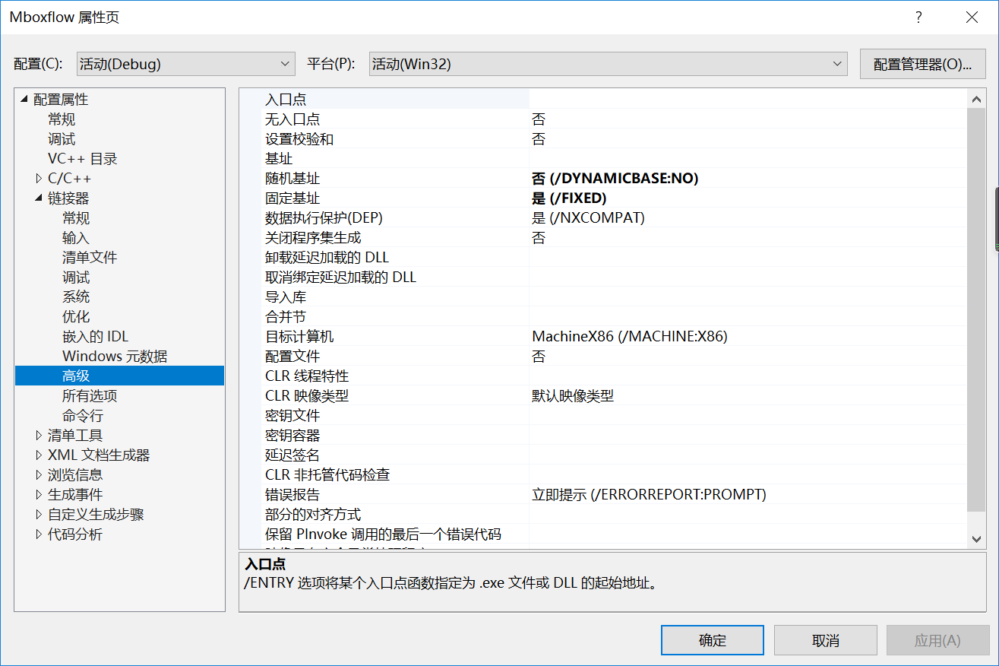 Mboxflow 属性页
配置(C): 活动(Debug) 平台(P): 活动(Win32) 配置管理器(O)...
配置属性
常规
调试
VC++ 目录
C/C++
链接器
常规
输入
清单文件
调试
系统
优化
嵌入的 IDL
Windows 元数据
高级
所有选项
命令行
清单工具
XML 文档生成器
浏览信息
生成事件
自定义生成步骤
代码分析
入口点
无入口点 否
设置校验和 否
基址
随机基址 否 (/DYNAMICBASE:NO)
固定基址 是 (/FIXED)
数据执行保护(DEP) 是 (/NXCOMPAT)
关闭程序集生成 否
卸载延迟加载的 DLL
取消绑定延迟加载的 DLL
导入库
合并节
目标计算机 MachineX86 (/MACHINE:X86)
配置文件 否
CLR 线程特性
CLR 映像类型 默认映像类型
密钥文件
密钥容器
延迟签名
CLR 非托管代码检查
错误报告 立即提示 (/ERRORREPORT:PROMPT)
部分的对齐方式
保留 PInvoke 调用的最后一个错误代码
入口点
/ENTRY 选项将某个入口点函数指定为 .exe 文件或 DLL 的起始地址。
确定 取消 应用(A)